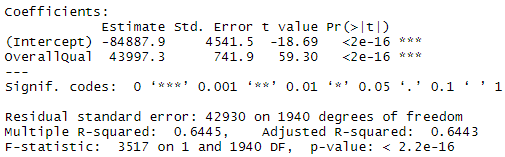 Coefficients:
Estimate Std. Error t value Pr(>|t|)
(Intercept) -84887.9 4541.5 -18.69 <2e-16 ***
OverallQual 43997.3 741.9 59.30 <2e-16 ***
---
Signif. codes: 0 ‘***’ 0.001 ‘**’ 0.01 ‘*’ 0.05 ‘.’ 0.1 ‘ ’ 1
Residual standard error: 42930 on 1940 degrees of freedom
Multiple R-squared: 0.6445, Adjusted R-squared: 0.6443
F-statistic: 3517 on 1 and 1940 DF, p-value: < 2.2e-16